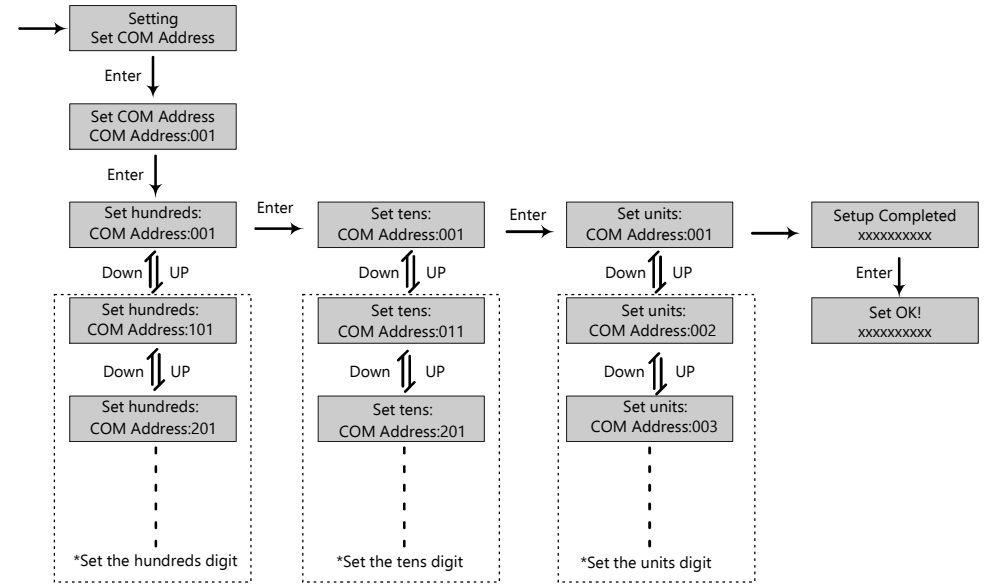 Setting
Set COM Address
Enter
Set COM Address
COM Address:001
Enter
Set hundreds:
COM Address:001
Enter
Set tens:
COM Address:001
Enter
Set units:
COM Address:001
Setup Completed
xxxxxxxxxx
Down UP
Down UP
Down UP
Enter
Set hundreds:
COM Address:101
Set tens:
COM Address:011
Set units:
COM Address:002
Set OK!
xxxxxxxxxx
Down UP
Down UP
Down UP
Set hundreds:
COM Address:201
Set tens:
COM Address:201
Set units:
COM Address:003
*Set the hundreds digit
*Set the tens digit
*Set the units digit